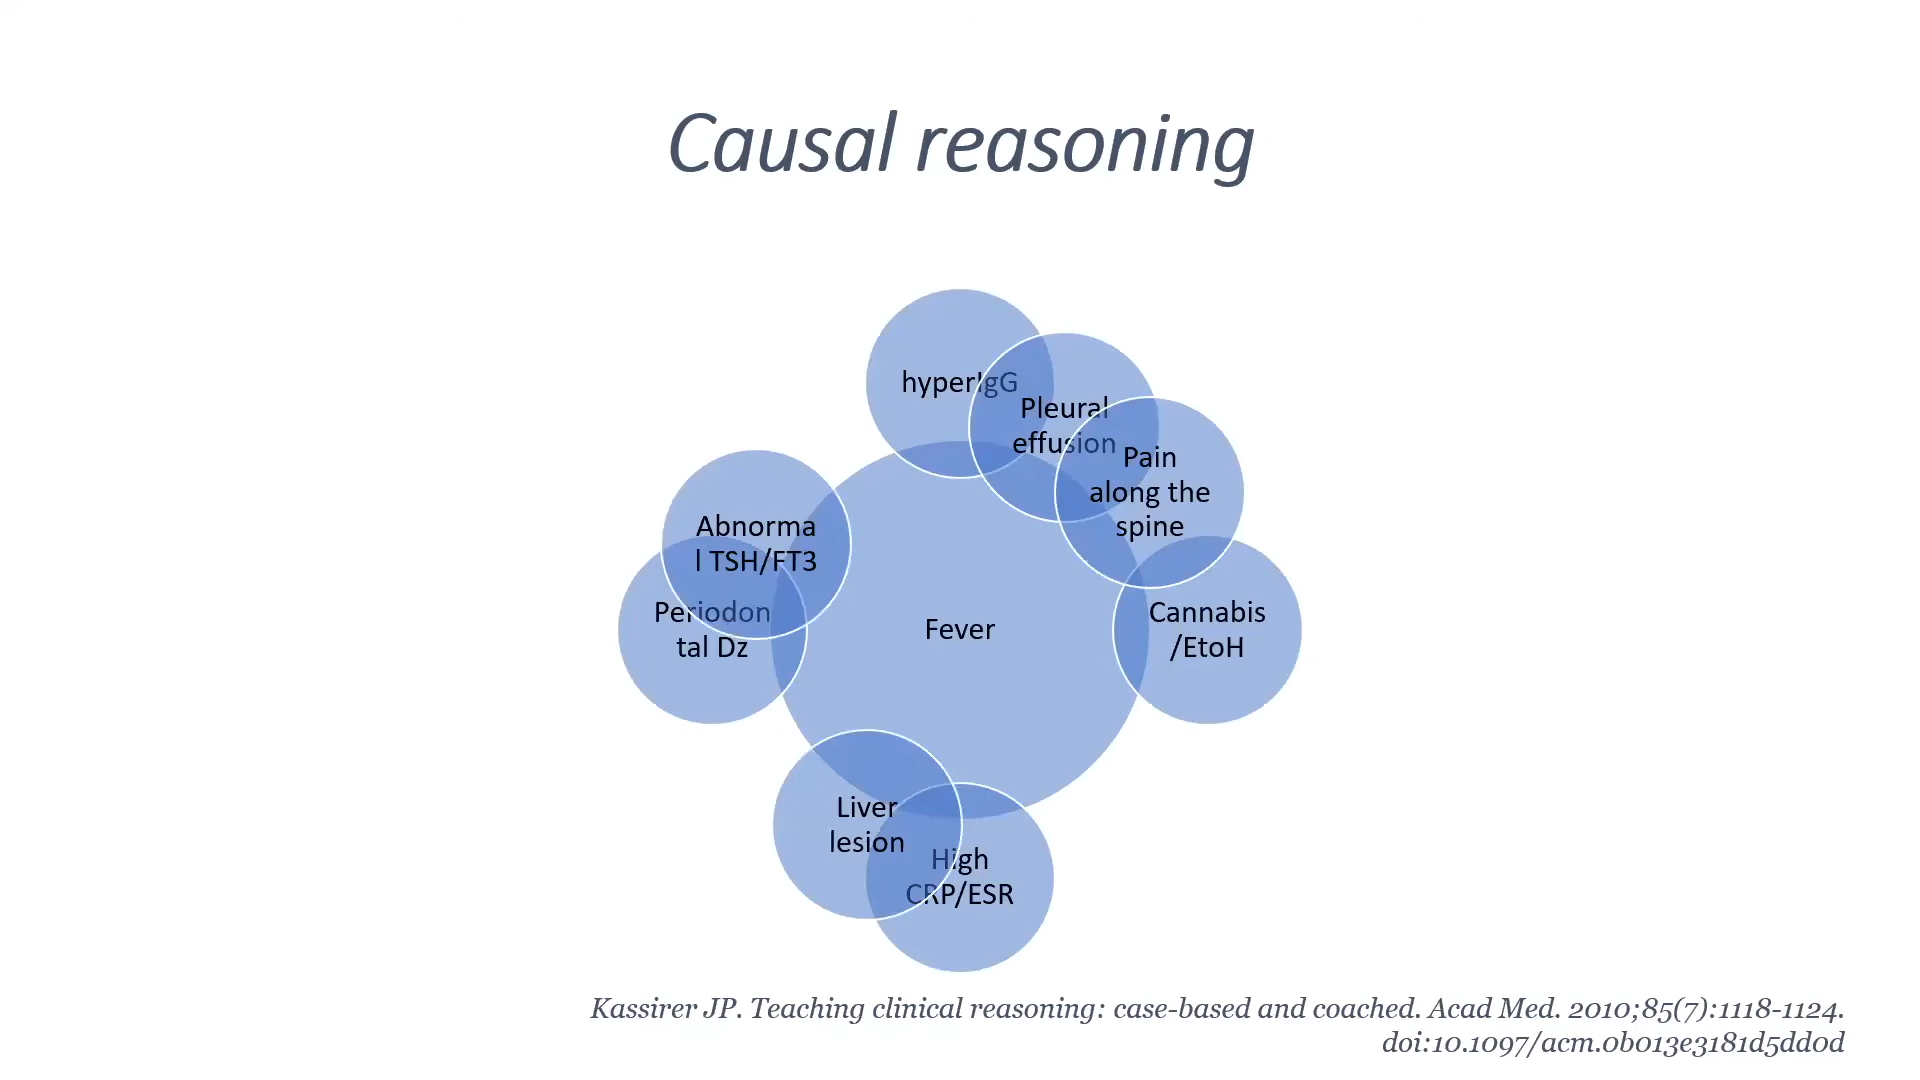 Causal reasoning
hyperIgG
Pleural
effusion
Pain
along the
spine
Abnorma
l TSH/FT3
Periodon
tal Dz
Fever
Cannabis
/EtoH
Liver
lesion
High
CRP/ESR
Kassirer JP. Teaching clinical reasoning: case-based and coached. Acad Med. 2010;85(7):1118-1124.
doi:10.1097/acm.0b013e3181d5dd0d